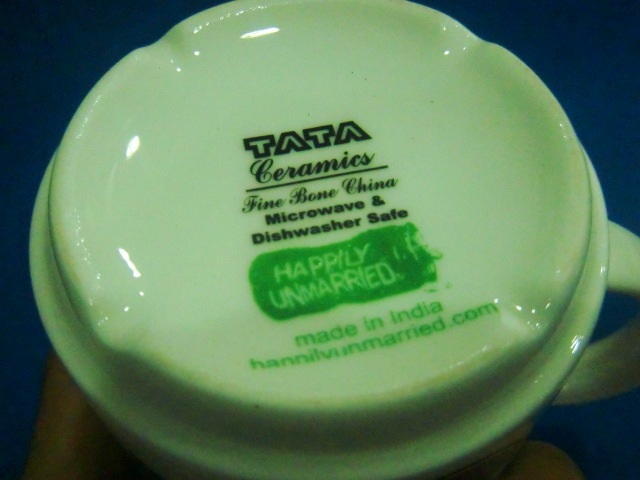 TATA
Ceramics
Fine Bone China
Microwave &
Dishwasher Safe
HAPPILY
UNMARRIED
made in India
happilyunmarried.com